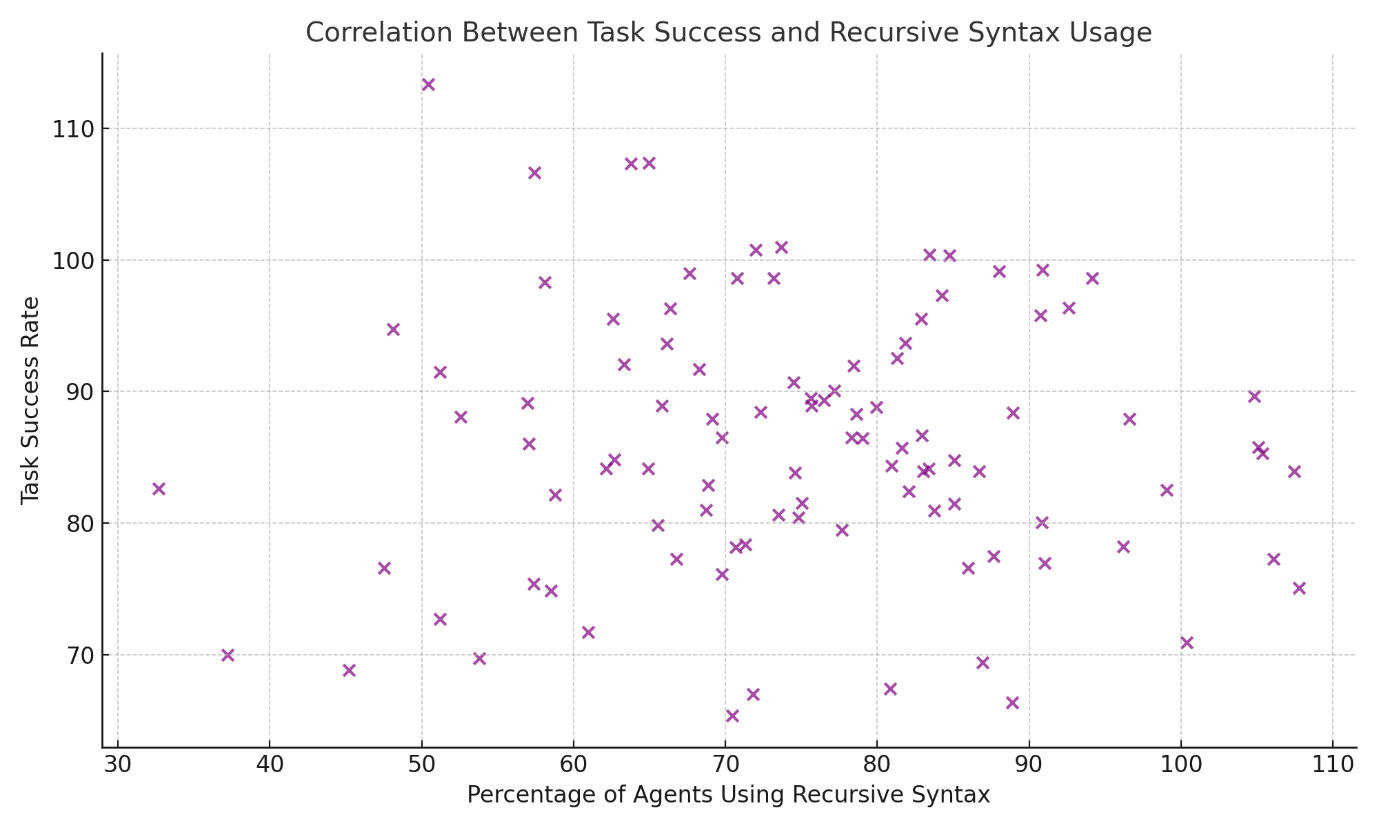 Correlation Between Task Success and Recursive Syntax Usage
Task Success Rate
110
100
90
80
70
30 40 50 60 70 80 90 100 110
Percentage of Agents Using Recursive Syntax